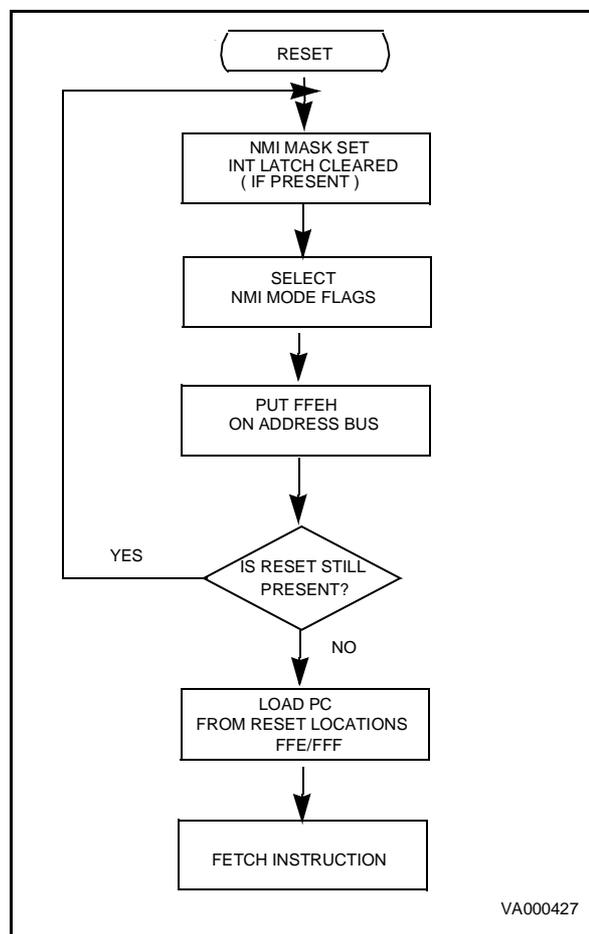 RESET
NMI MASK SET
INT LATCH CLEARED
( IF PRESENT )
SELECT
NMI MODE FLAGS
PUT FFEH
ON ADDRESS BUS
YES
IS RESET STILL
PRESENT?
NO
LOAD PC
FROM RESET LOCATIONS
FFE/FFF
FETCH INSTRUCTION
VA000427